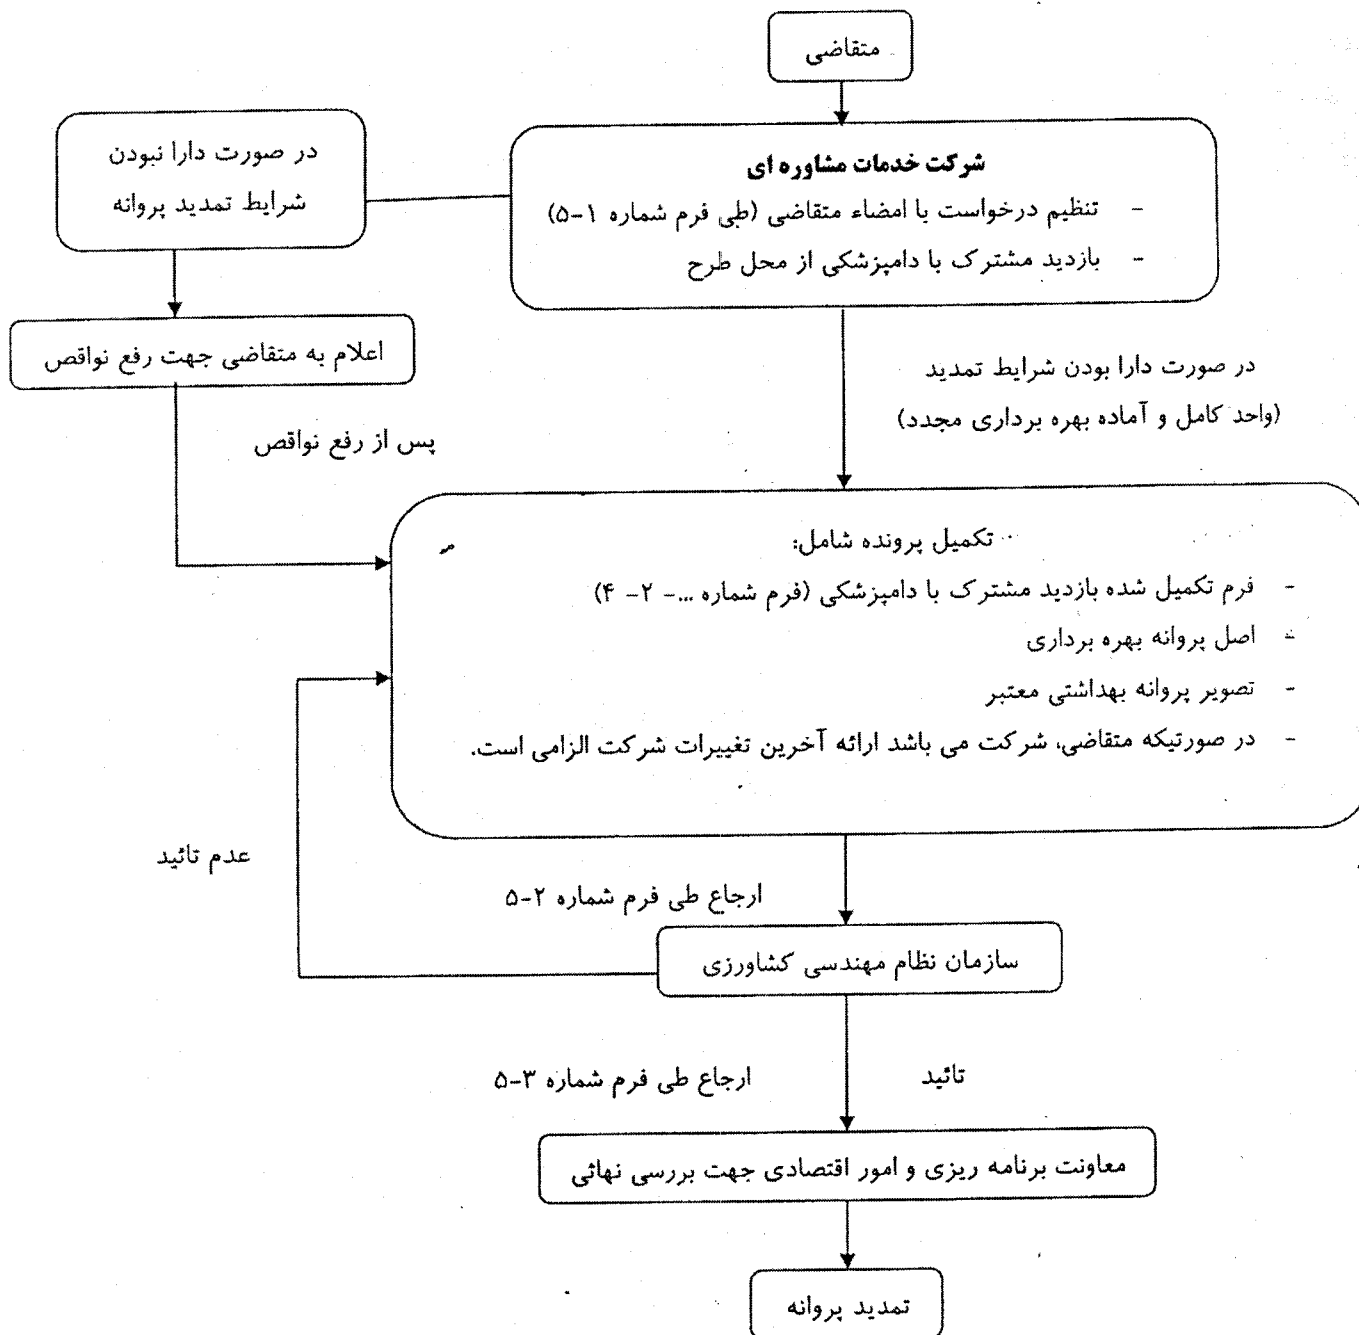 متقاضی
شرکت خدمات مشاوره ای
- تنظیم درخواست با امضاء متقاضی (طی فرم شماره ۱-۵)
- بازدید مشترک با دامپزشکی از محل طرح
در صورت دارا نبودن
شرایط تمدید پروانه
اعلام به متقاضی جهت رفع نواقص
پس از رفع نواقص
در صورت دارا بودن شرایط تمدید
(واحد کامل و آماده بهره برداری مجدد)
تکمیل پرونده شامل:
- فرم تکمیل شده بازدید مشترک با دامپزشکی (فرم شماره ...- ۲- ۴)
- اصل پروانه بهره برداری
- تصویر پروانه بهداشتی معتبر
- در صورتیکه متقاضی، شرکت می باشد ارائه آخرین تغییرات شرکت الزامی است.
عدم تائید
ارجاع طی فرم شماره ۲-۵
سازمان نظام مهندسی کشاورزی
تائید
ارجاع طی فرم شماره ۳-۵
معاونت برنامه ریزی و امور اقتصادی جهت بررسی نهائی
تمدید پروانه